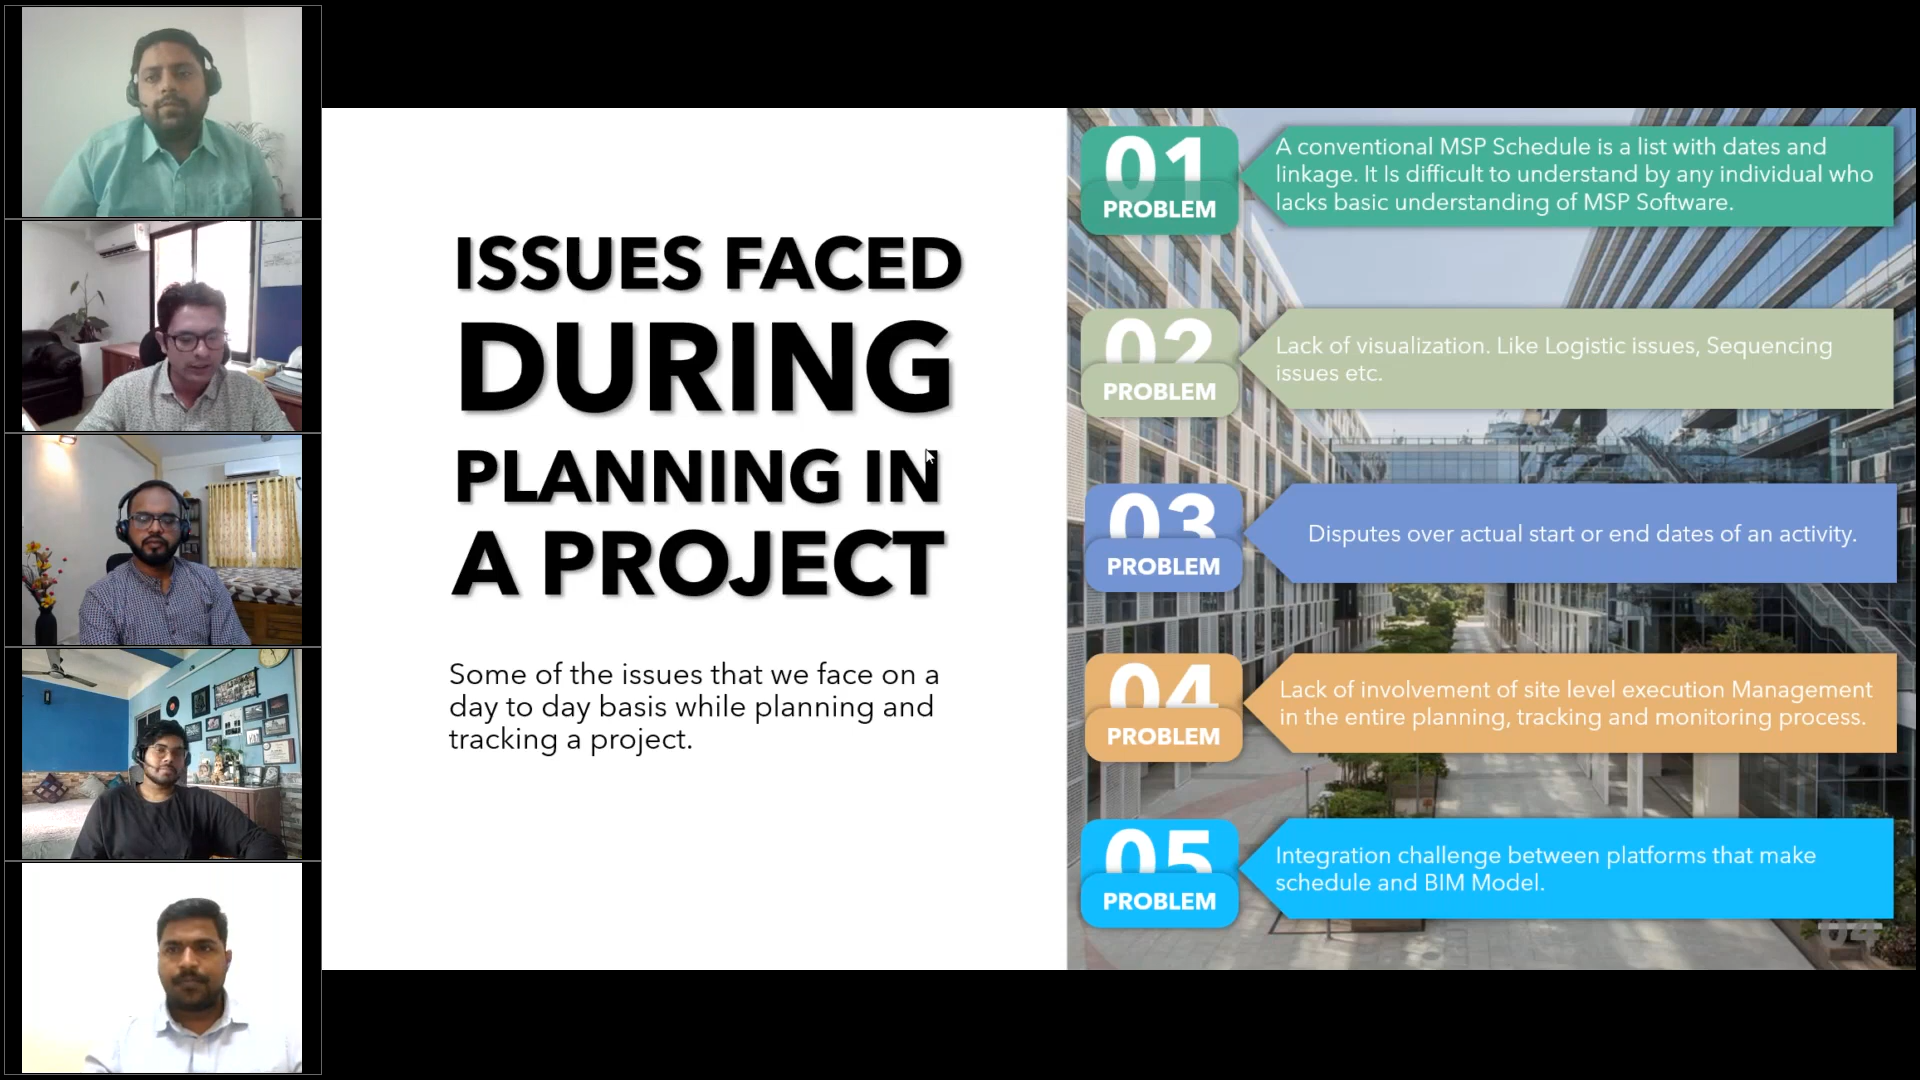 ISSUES FACED
DURING
PLANNING IN
A PROJECT
Some of the issues that we face on a
day to day basis while planning and
tracking a project.
01
PROBLEM
A conventional MSP Schedule is a list with dates and
linkage. It Is difficult to understand by any individual who
lacks basic understanding of MSP Software.
02
PROBLEM
Lack of visualization. Like Logistic issues, Sequencing
issues etc.
03
PROBLEM
Disputes over actual start or end dates of an activity.
04
PROBLEM
Lack of involvement of site level execution Management
in the entire planning, tracking and monitoring process.
05
PROBLEM
Integration challenge between platforms that make
schedule and BIM Model.
04